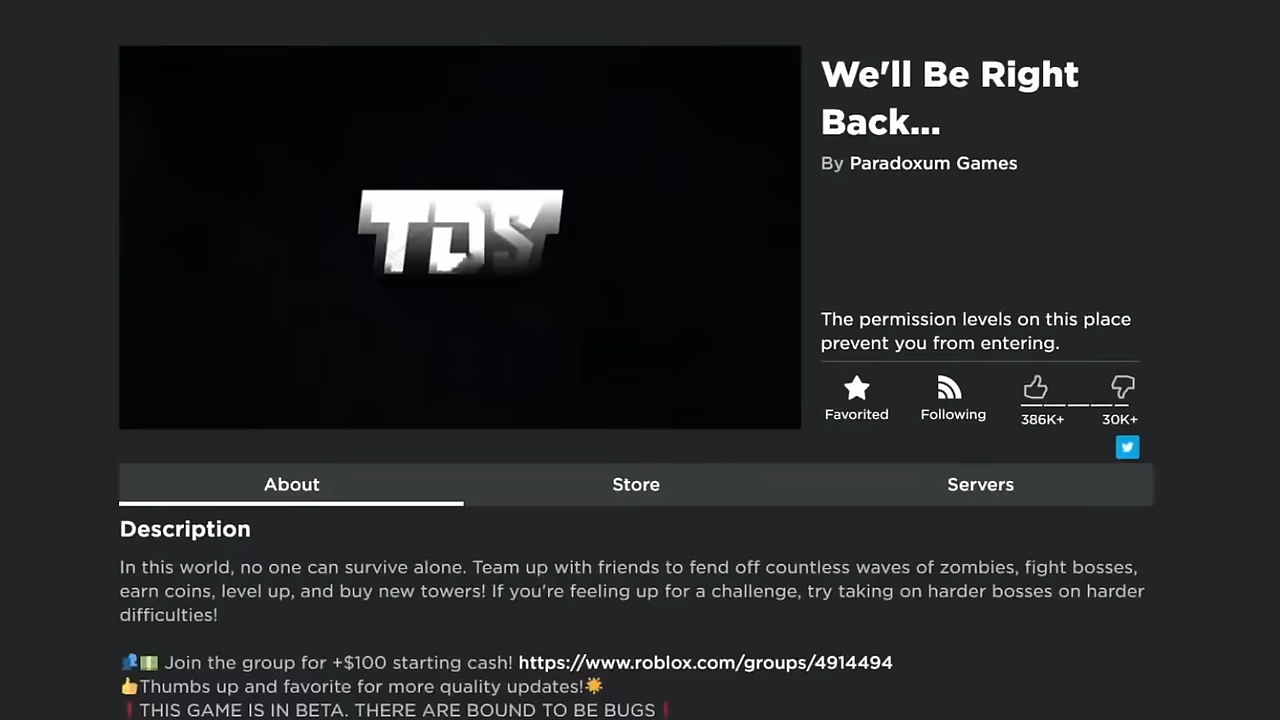 TDS
We'll Be Right
Back...
By Paradoxum Games
The permission levels on this place
prevent you from entering.
Favorited
Following
386K+
30K+
About
Store
Servers
Description
In this world, no one can survive alone. Team up with friends to fend off countless waves of zombies, fight bosses,
earn coins, level up, and buy new towers! If you're feeling up for a challenge, try taking on harder bosses on harder
difficulties!
👥💵 Join the group for +$100 starting cash! https://www.roblox.com/groups/4914494
👍Thumbs up and favorite for more quality updates!☀️
❗THIS GAME IS IN BETA. THERE ARE BOUND TO BE BUGS❗